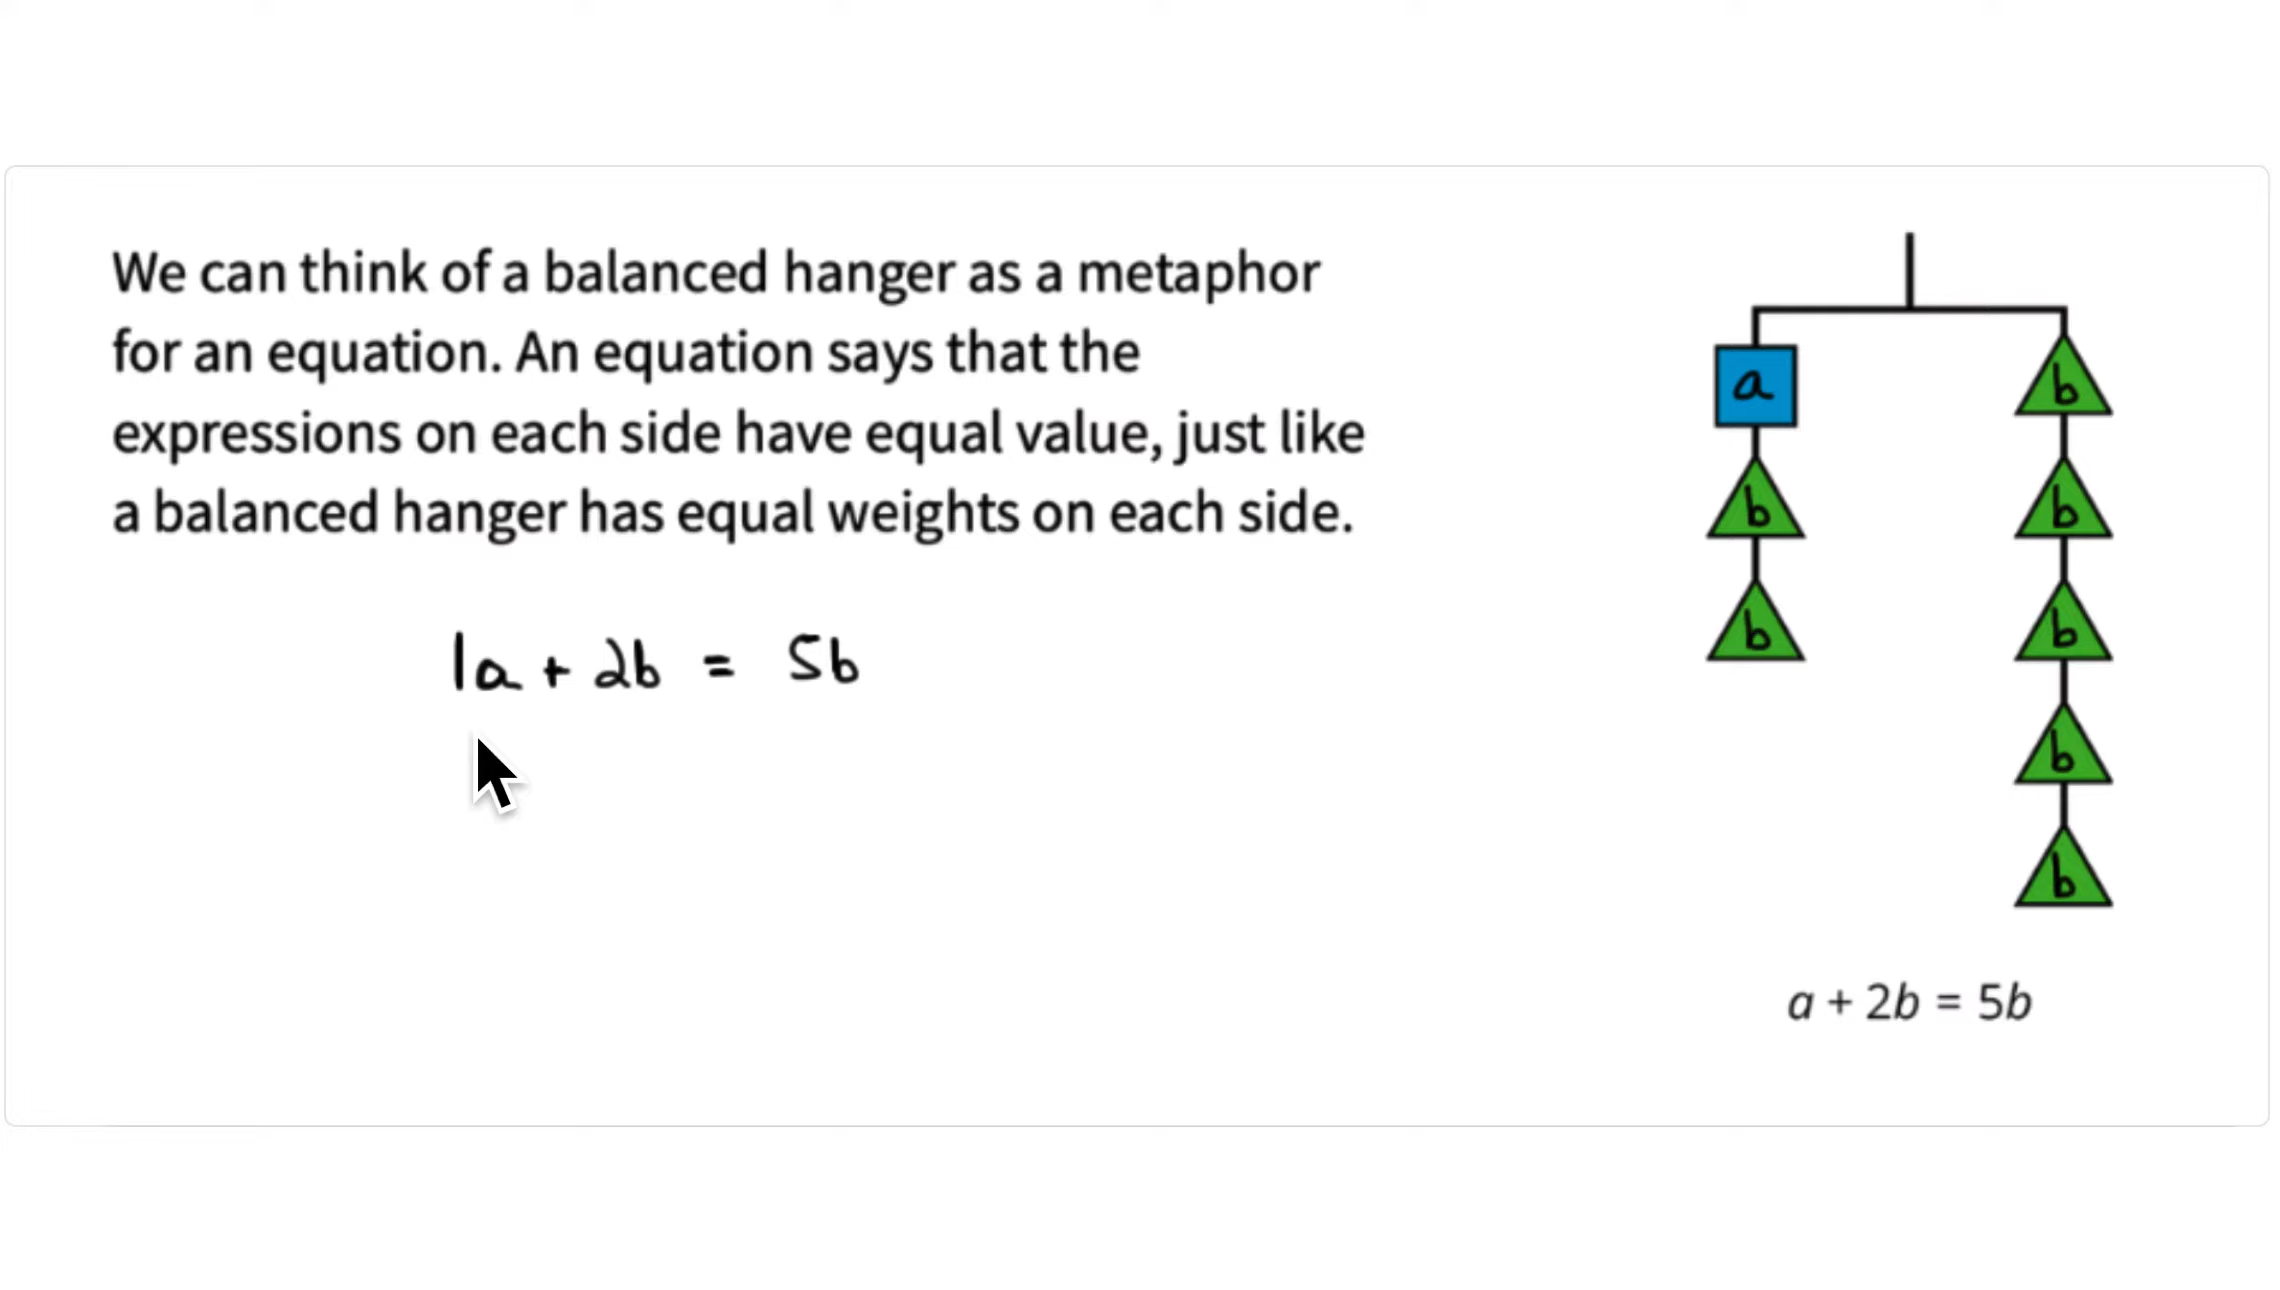 We can think of a balanced hanger as a metaphor
for an equation. An equation says that the
expressions on each side have equal value, just like
a balanced hanger has equal weights on each side.
1a + 2b = 5b
a
b
b
b
b
b
b
b
a + 2b = 5b